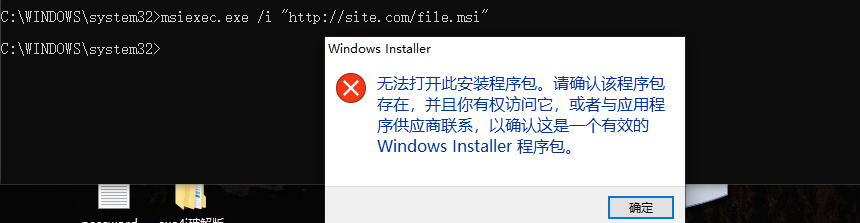 C:\WINDOWS\system32>msiexec.exe /i "http://site.com/file.msi"
C:\WINDOWS\system32>
Windows Installer
无法打开此安装程序包。请确认该程序包
存在，并且你有权访问它，或者与应用程
序供应商联系，以确认这是一个有效的
Windows Installer 程序包。
确定